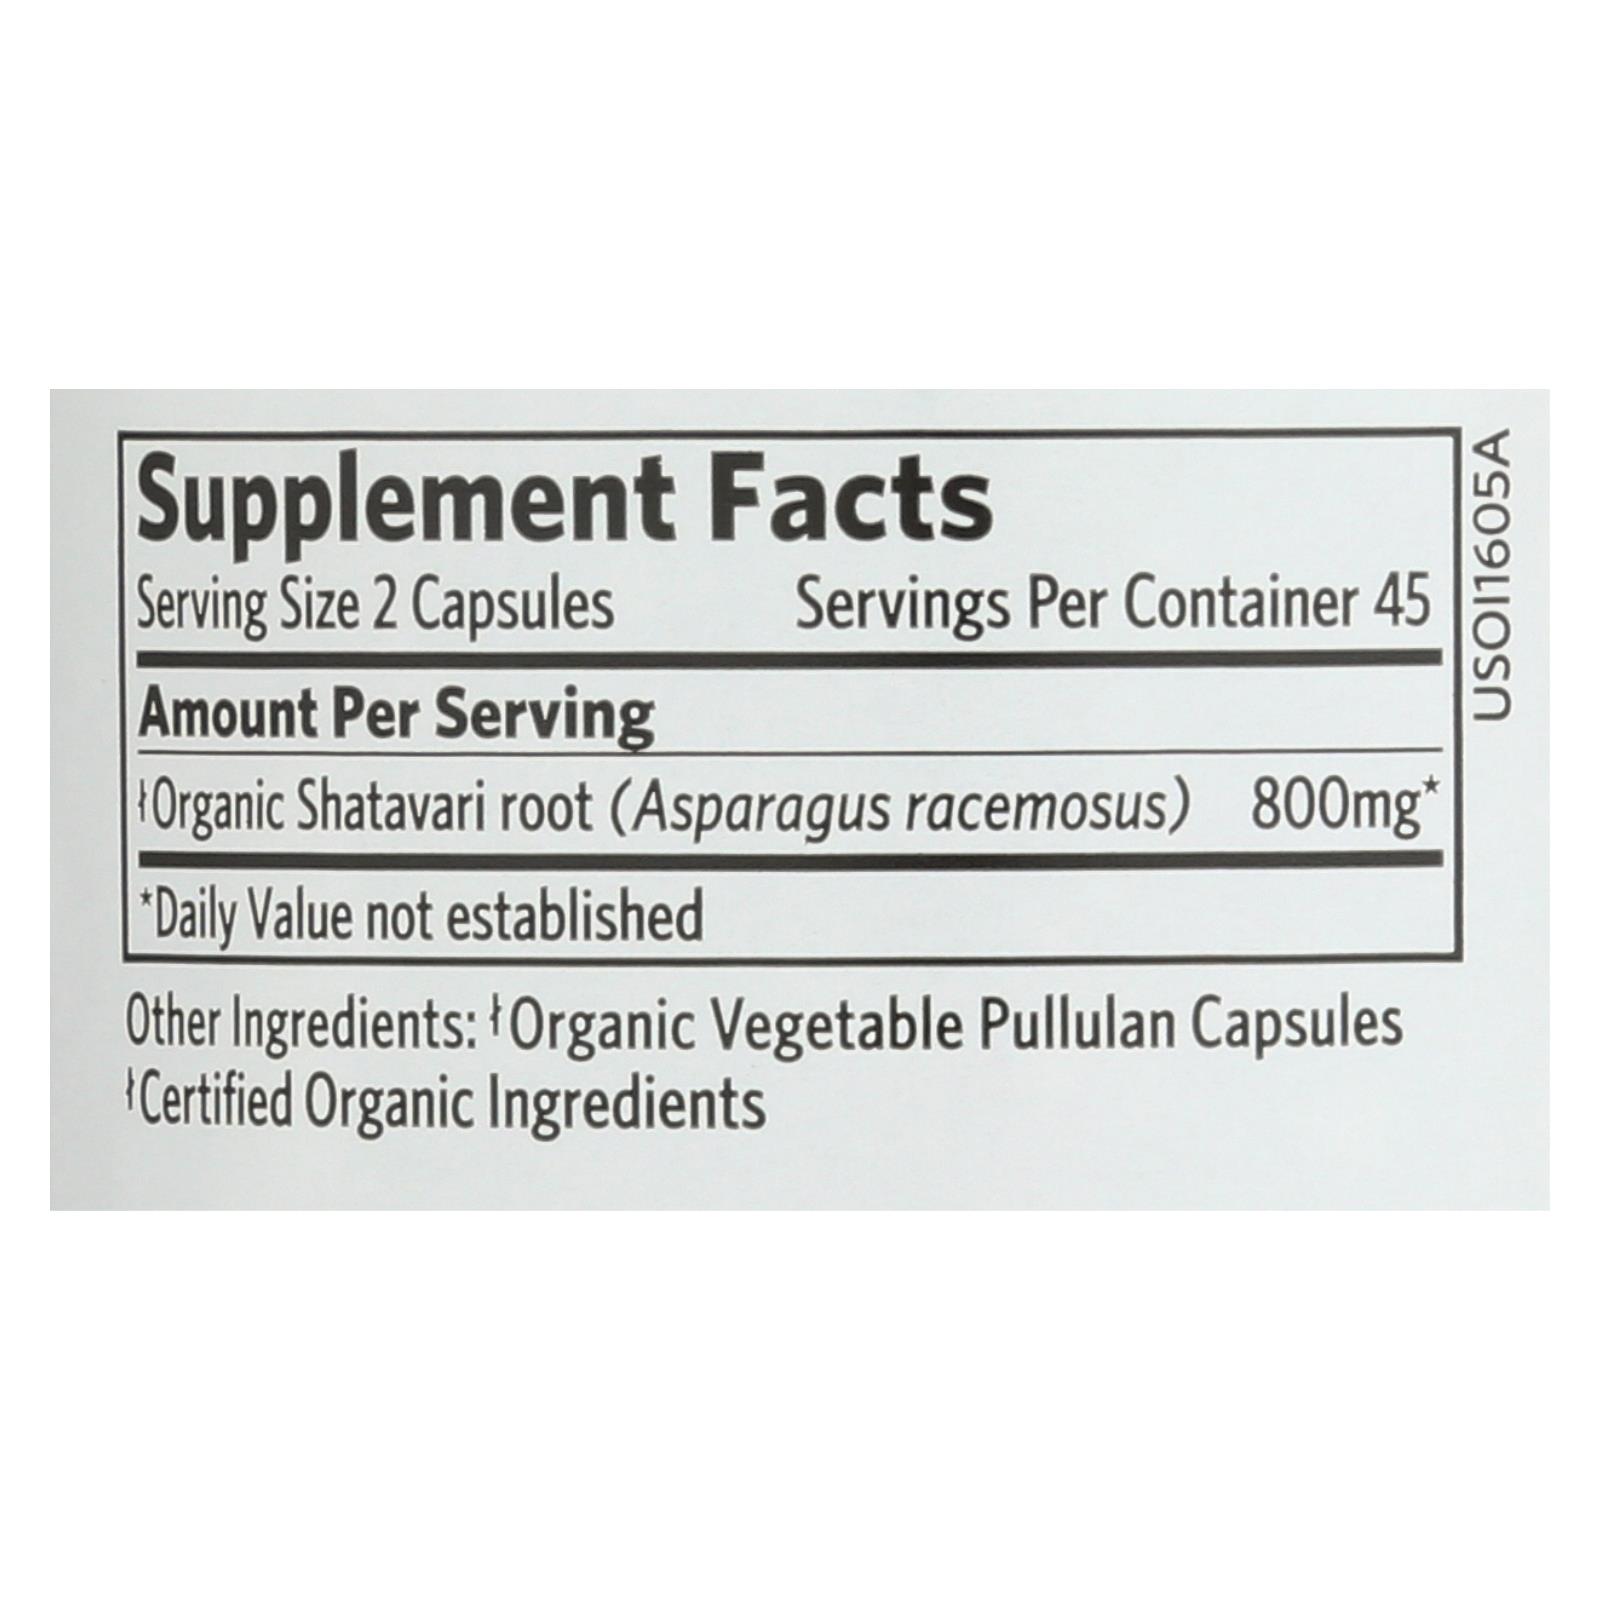 Supplement Facts
Serving Size 2 Capsules Servings Per Container 45
Amount Per Serving
ƚOrganic Shatavari root (Asparagus racemosus) 800mg*
*Daily Value not established
Other Ingredients: ƚOrganic Vegetable Pullulan Capsules
ƚCertified Organic Ingredients
USOI1605A